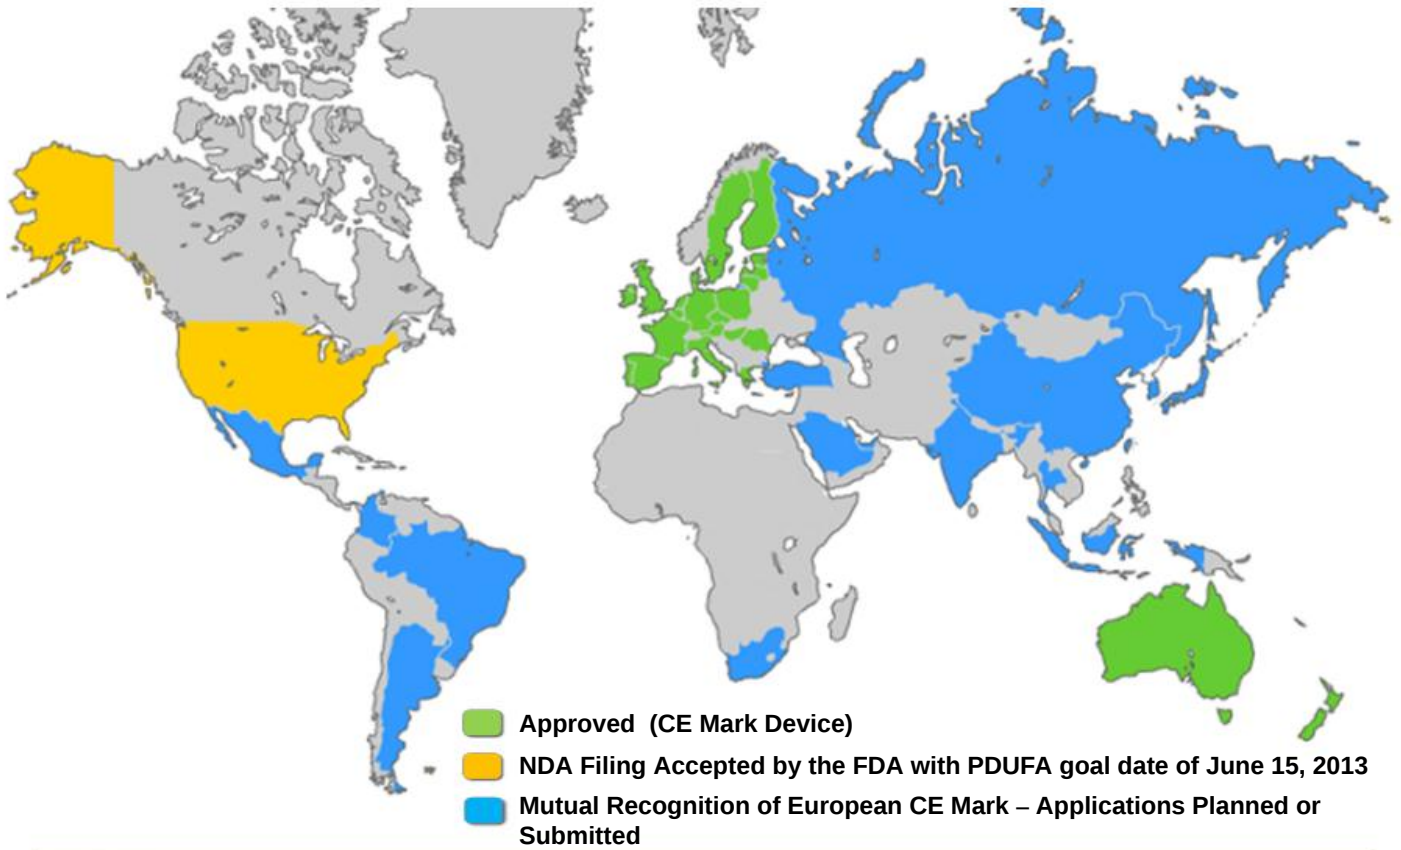 Approved  (CE Mark Device)
NDA Filing Accepted by the FDA with PDUFA goal date of June 15, 2013
Mutual Recognition of European CE Mark – Applications Planned or
Submitted